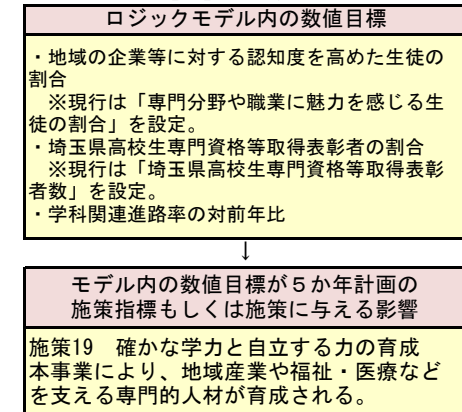 ロジックモデル内の数値目標
・地域の企業等に対する認知度を高めた生徒の
割合
　※現行は「専門分野や職業に魅力を感じる生
徒の割合」を設定。
・埼玉県高校生専門資格等取得表彰者の割合
　※現行は「埼玉県高校生専門資格等取得表彰
者数」を設定。
・学科関連進路率の対前年比
↓
モデル内の数値目標が５か年計画の
施策指標もしくは施策に与える影響
施策19　確かな学力と自立する力の育成
本事業により、地域産業や福祉・医療など
を支える専門的人材が育成される。